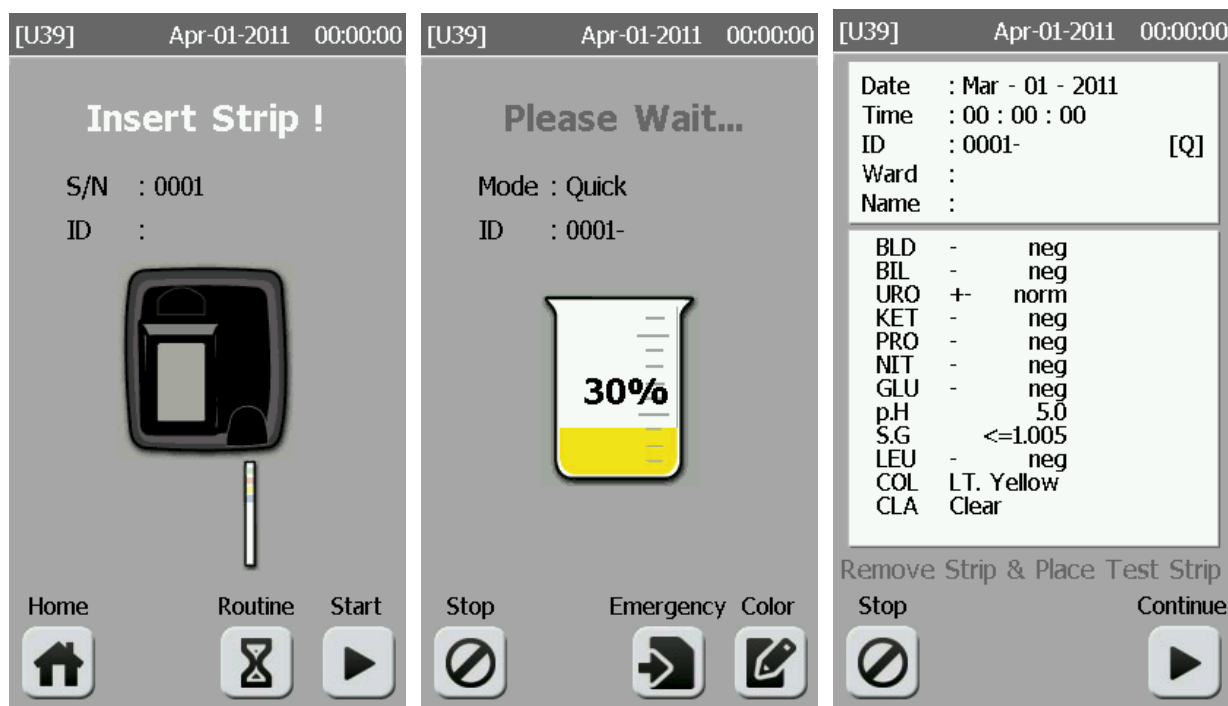 [U39] Apr-01-2011 00:00:00
Insert Strip !
S/N : 0001
ID :
Home Routine Start
[U39] Apr-01-2011 00:00:00
Please Wait...
Mode : Quick
ID : 0001-
30%
Stop Emergency Color
[U39] Apr-01-2011 00:00:00
Date : Mar - 01 - 2011
Time : 00 : 00 : 00
ID : 0001- [Q]
Ward :
Name :
BLD - neg
BIL - neg
URO +- norm
KET - neg
PRO - neg
NIT - neg
GLU - neg
p.H 5.0
S.G <=1.005
LEU - neg
COL LT. Yellow
CLA Clear
Remove Strip & Place Test Strip
Stop Continue